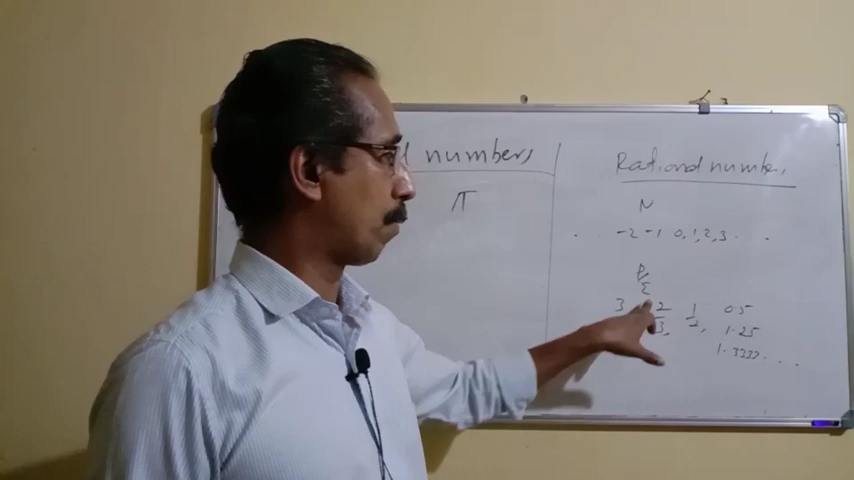 numbers
π
Rational numbers
N
. . -2 -1 0, 1, 2, 3 . . .
P/
3 2/3, 1/2, 0.5
1.25
1.3333....